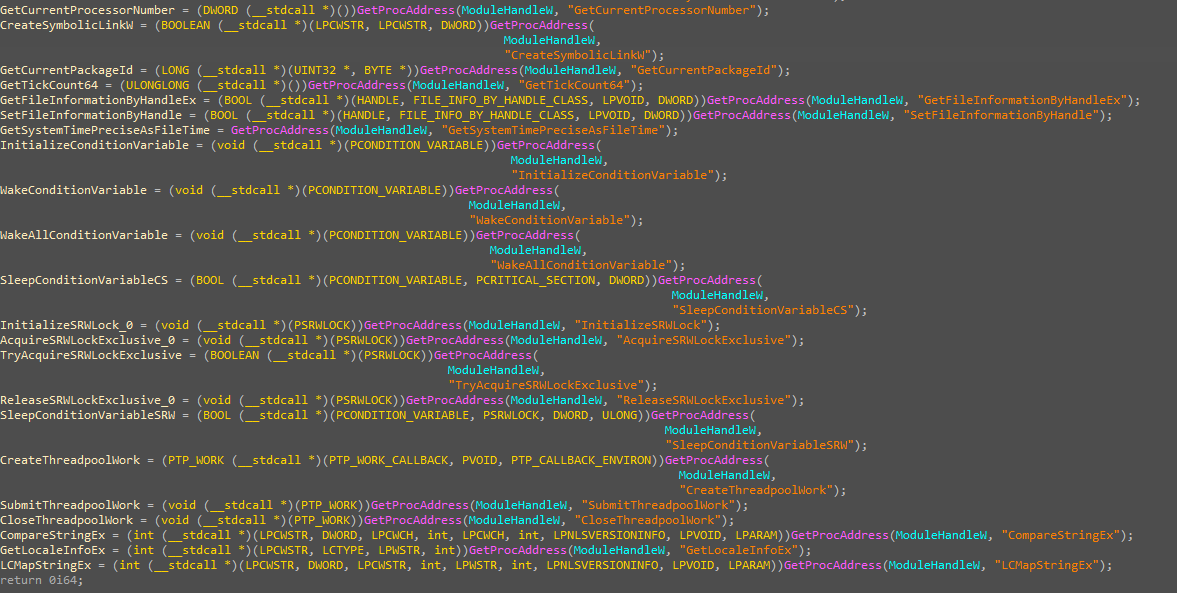 GetCurrentProcessorNumber = (DWORD (__stdcall *)())GetProcAddress(ModuleHandleW, "GetCurrentProcessorNumber");
CreateSymbolicLinkW = (BOOLEAN (__stdcall *)(LPCWSTR, LPCWSTR, DWORD))GetProcAddress(
ModuleHandleW,
"CreateSymbolicLinkW");
GetCurrentPackageId = (LONG (__stdcall *)(UINT32 *, BYTE *))GetProcAddress(ModuleHandleW, "GetCurrentPackageId");
GetTickCount64 = (ULONGLONG (__stdcall *)())GetProcAddress(ModuleHandleW, "GetTickCount64");
GetFileInformationByHandleEx = (BOOL (__stdcall *)(HANDLE, FILE_INFO_BY_HANDLE_CLASS, LPVOID, DWORD))GetProcAddress(ModuleHandleW, "GetFileInformationByHandleEx");
SetFileInformationByHandle = (BOOL (__stdcall *)(HANDLE, FILE_INFO_BY_HANDLE_CLASS, LPVOID, DWORD))GetProcAddress(ModuleHandleW, "SetFileInformationByHandle");
GetSystemTimePreciseAsFileTime = GetProcAddress(ModuleHandleW, "GetSystemTimePreciseAsFileTime");
InitializeConditionVariable = (void (__stdcall *)(PCONDITION_VARIABLE))GetProcAddress(
ModuleHandleW,
"InitializeConditionVariable");
WakeConditionVariable = (void (__stdcall *)(PCONDITION_VARIABLE))GetProcAddress(
ModuleHandleW,
"WakeConditionVariable");
WakeAllConditionVariable = (void (__stdcall *)(PCONDITION_VARIABLE))GetProcAddress(
ModuleHandleW,
"WakeAllConditionVariable");
SleepConditionVariableCS = (BOOL (__stdcall *)(PCONDITION_VARIABLE, PCRITICAL_SECTION, DWORD))GetProcAddress(
ModuleHandleW,
"SleepConditionVariableCS");
InitializeSRWLock_0 = (void (__stdcall *)(PSRWLOCK))GetProcAddress(ModuleHandleW, "InitializeSRWLock");
AcquireSRWLockExclusive_0 = (void (__stdcall *)(PSRWLOCK))GetProcAddress(ModuleHandleW, "AcquireSRWLockExclusive");
TryAcquireSRWLockExclusive = (BOOLEAN (__stdcall *)(PSRWLOCK))GetProcAddress(
ModuleHandleW,
"TryAcquireSRWLockExclusive");
ReleaseSRWLockExclusive_0 = (void (__stdcall *)(PSRWLOCK))GetProcAddress(ModuleHandleW, "ReleaseSRWLockExclusive");
SleepConditionVariableSRW = (BOOL (__stdcall *)(PCONDITION_VARIABLE, PSRWLOCK, DWORD, ULONG))GetProcAddress(
ModuleHandleW,
"SleepConditionVariableSRW");
CreateThreadpoolWork = (PTP_WORK (__stdcall *)(PTP_WORK_CALLBACK, PVOID, PTP_CALLBACK_ENVIRON))GetProcAddress(
ModuleHandleW,
"CreateThreadpoolWork");
SubmitThreadpoolWork = (void (__stdcall *)(PTP_WORK))GetProcAddress(ModuleHandleW, "SubmitThreadpoolWork");
CloseThreadpoolWork = (void (__stdcall *)(PTP_WORK))GetProcAddress(ModuleHandleW, "CloseThreadpoolWork");
CompareStringEx = (int (__stdcall *)(LPCWSTR, DWORD, LPCWCH, int, LPCWCH, int, LPNLSVERSIONINFO, LPVOID, LPARAM))GetProcAddress(ModuleHandleW, "CompareStringEx");
GetLocaleInfoEx = (int (__stdcall *)(LPCWSTR, LCTYPE, LPWSTR, int))GetProcAddress(ModuleHandleW, "GetLocaleInfoEx");
LCMapStringEx = (int (__stdcall *)(LPCWSTR, DWORD, LPCWSTR, int, LPWSTR, int, LPNLSVERSIONINFO, LPVOID, LPARAM))GetProcAddress(ModuleHandleW, "LCMapStringEx");
return 0i64;